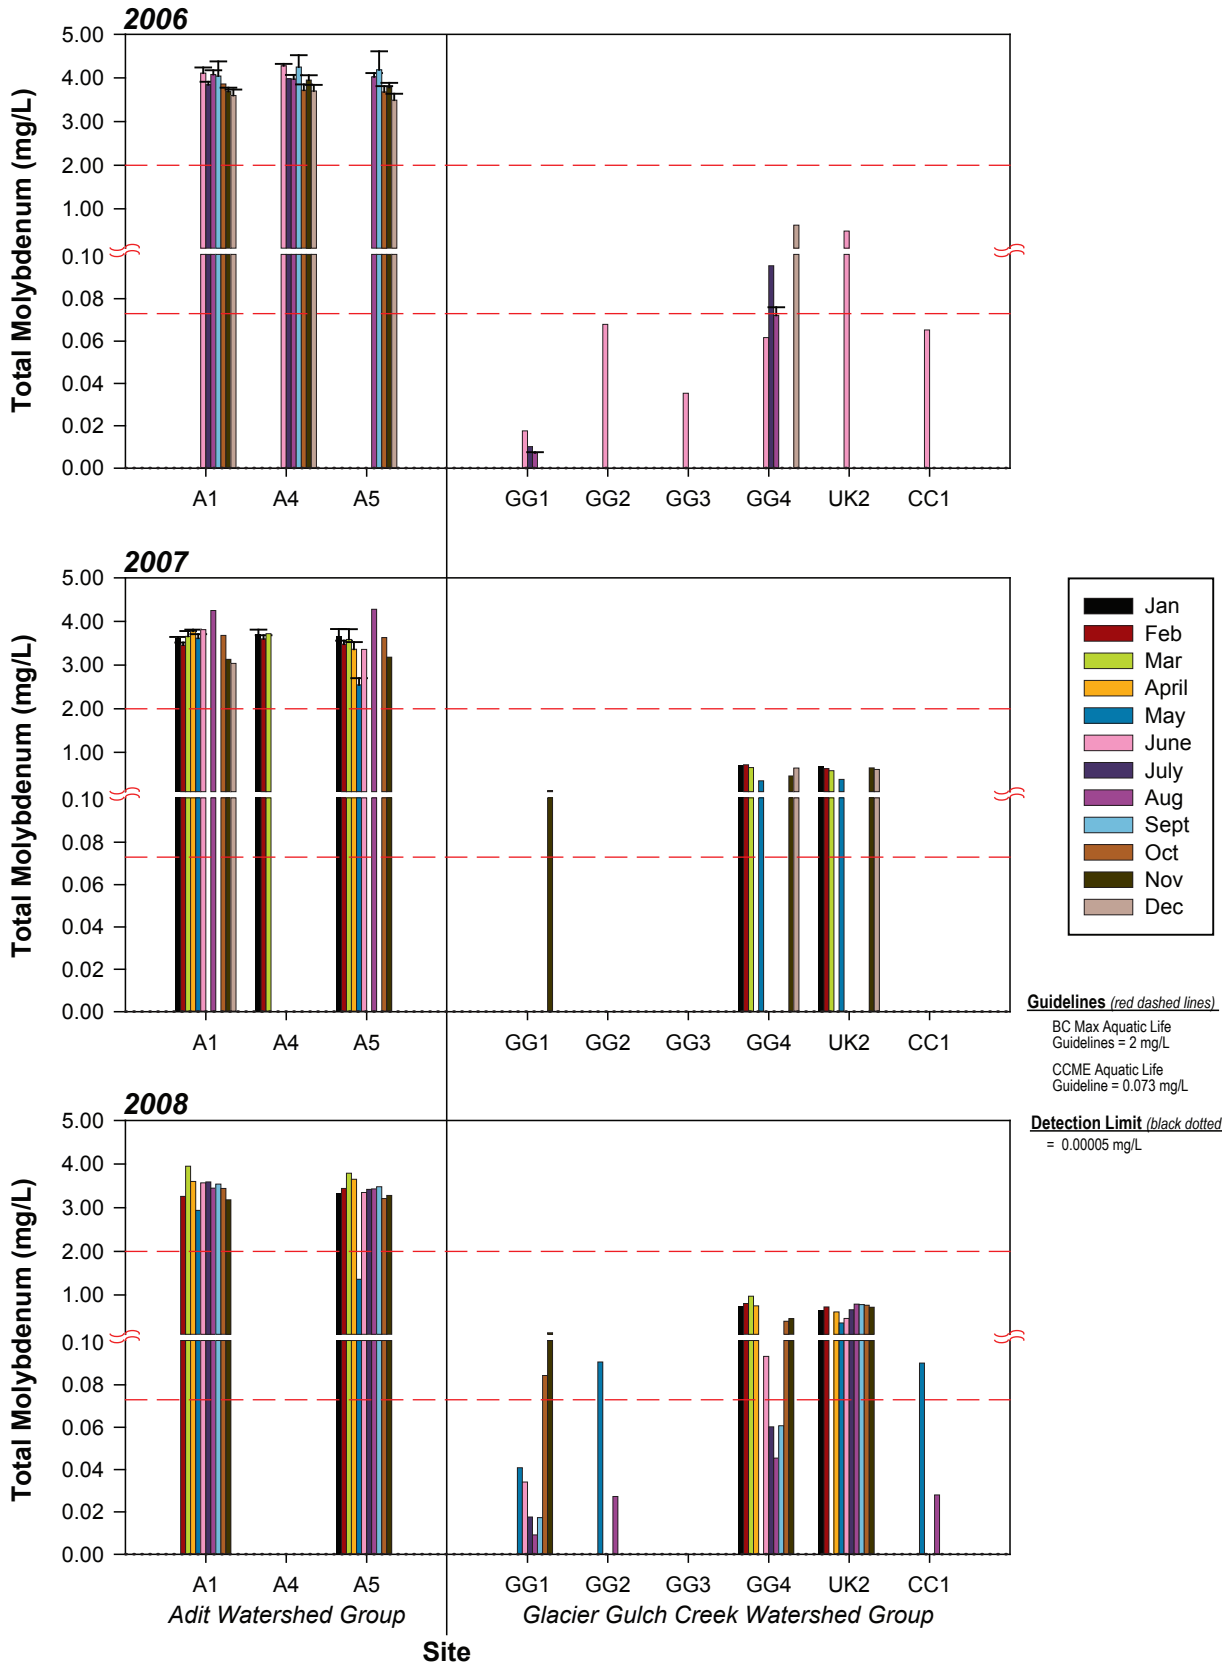 2006
5.00
4.00
3.00
2.00
1.00
0.10
0.08
0.06
0.04
0.02
0.00
Total Molybdenum (mg/L)
A1 A4 A5 GG1 GG2 GG3 GG4 UK2 CC1
2007
5.00
4.00
3.00
2.00
1.00
0.10
0.08
0.06
0.04
0.02
0.00
Total Molybdenum (mg/L)
A1 A4 A5 GG1 GG2 GG3 GG4 UK2 CC1
Jan
Feb
Mar
April
May
June
July
Aug
Sept
Oct
Nov
Dec
Guidelines (red dashed lines)
BC Max Aquatic Life
Guidelines = 2 mg/L
CCME Aquatic Life
Guideline = 0.073 mg/L
Detection Limit (black dotted
= 0.00005 mg/L
2008
5.00
4.00
3.00
2.00
1.00
0.10
0.08
0.06
0.04
0.02
0.00
Total Molybdenum (mg/L)
A1 A4 A5 GG1 GG2 GG3 GG4 UK2 CC1
Adit Watershed Group Glacier Gulch Creek Watershed Group
Site